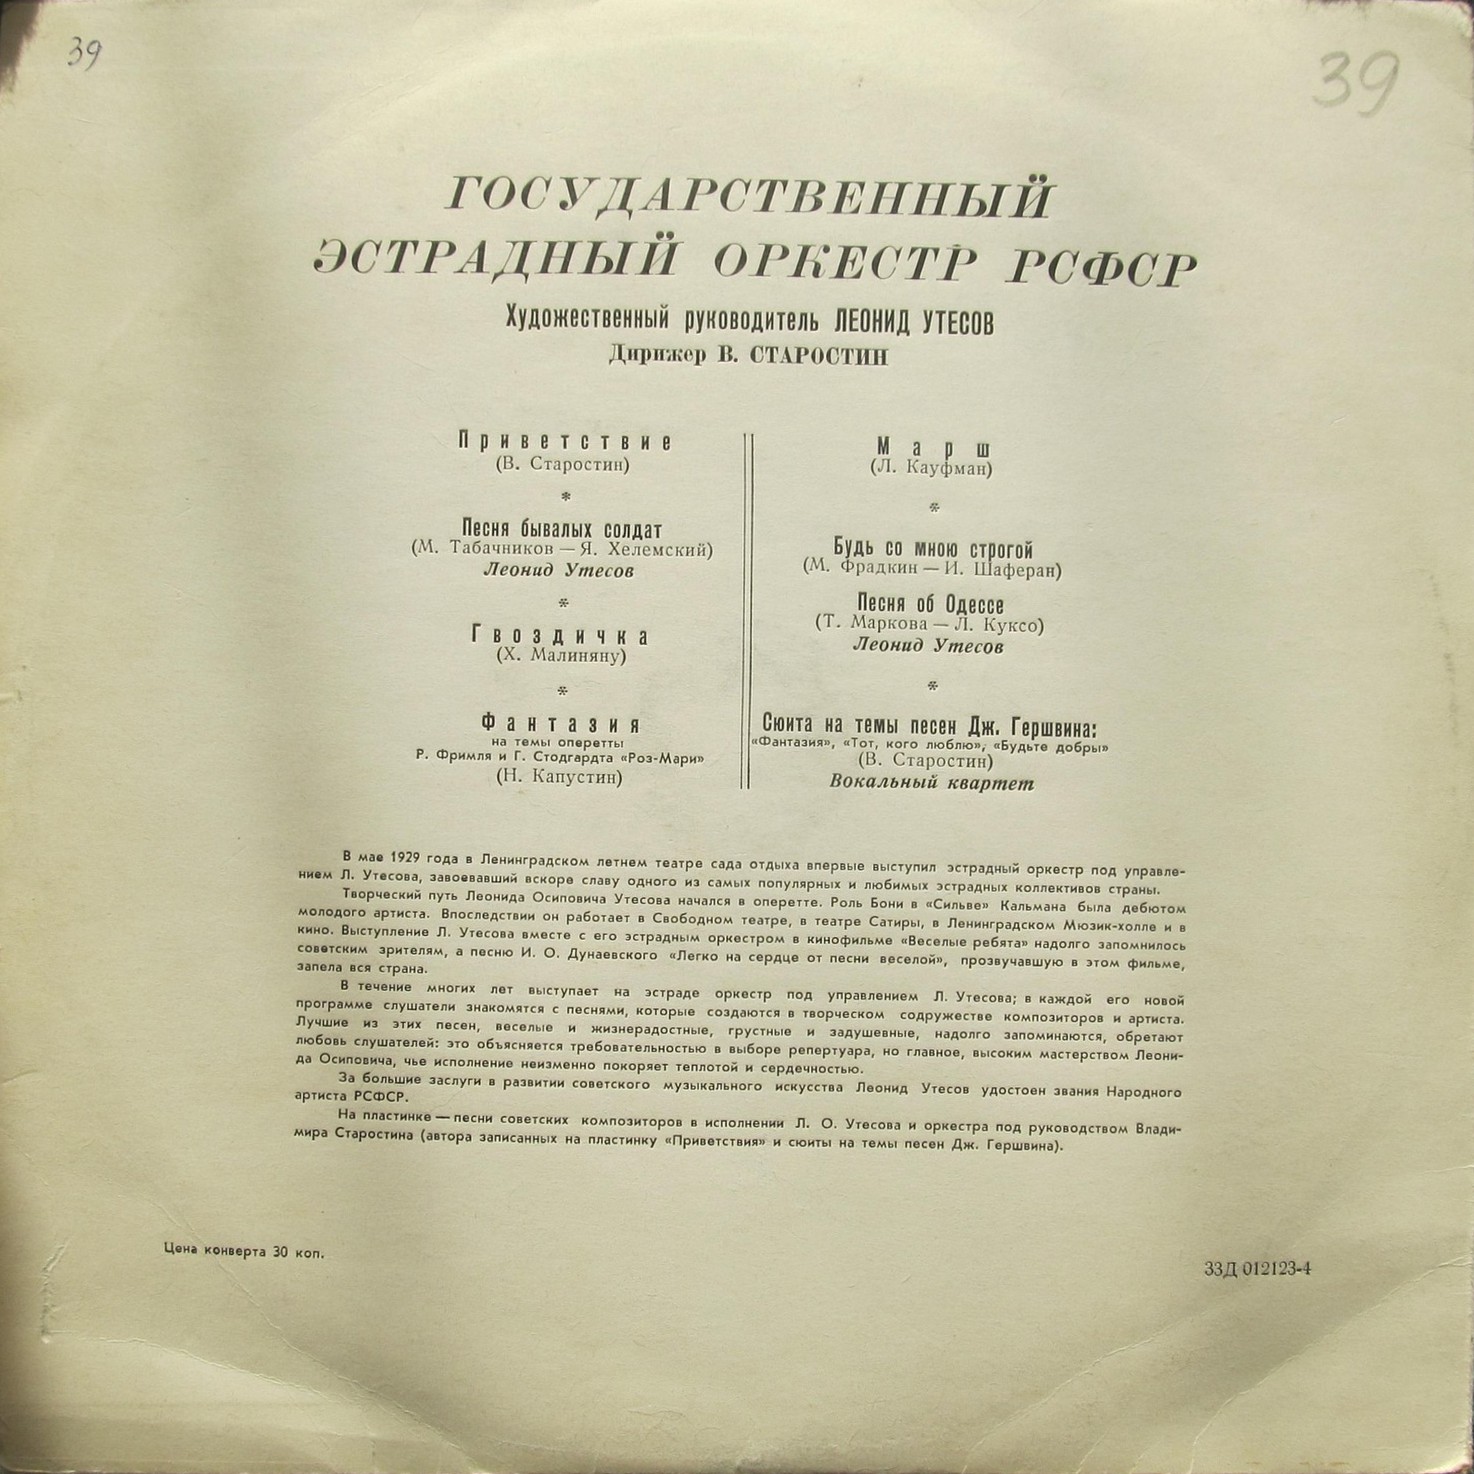 39
39
ГОСУДАРСТВЕННЫЙ
ЭСТРАДНЫЙ ОРКЕСТР РСФСР
Художественный руководитель ЛЕОНИД УТЕСОВ
Дирижер В. СТАРОСТИН
Приветствие
(В. Старостин)
*
Песня бывалых солдат
(М. Табачников — Я. Хелемский)
Леонид Утесов
*
Гвоздичка
(Х. Малиняну)
*
Фантазия
на темы оперетты
Р. Фримля и Г. Стодгардта «Роз-Мари»
(Н. Капустин)
Марш
(Л. Кауфман)
*
Будь со мною строгой
(М. Фрадкин — И. Шаферан)
Песня об Одессе
(Т. Маркова — Л. Куксо)
Леонид Утесов
*
Сюита на темы песен Дж. Гершвина:
«Фантазия», «Тот, кого люблю», «Будьте добры»
(В. Старостин)
Вокальный квартет
В мае 1929 года в Ленинградском летнем театре сада отдыха впервые выступил эстрадный оркестр под управле-
нием Л. Утесова, завоевавший вскоре славу одного из самых популярных и любимых эстрадных коллективов страны.
Творческий путь Леонида Осиповича Утесова начался в оперетте. Роль Бони в «Сильве» Кальмана была дебютом
молодого артиста. Впоследствии он работает в Свободном театре, в театре Сатиры, в Ленинградском Мюзик-холле и в
кино. Выступление Л. Утесова вместе с его эстрадным оркестром в кинофильме «Веселые ребята» надолго запомнилось
советским зрителям, а песню И. О. Дунаевского «Легко на сердце от песни веселой», прозвучавшую в этом фильме,
запела вся страна.
В течение многих лет выступает на эстраде оркестр под управлением Л. Утесова; в каждой его новой
программе слушатели знакомятся с песнями, которые создаются в творческом содружестве композиторов и артиста.
Лучшие из этих песен, веселые и жизнерадостные, грустные и задушевные, надолго запоминаются, обретают
любовь слушателей: это объясняется требовательностью в выборе репертуара, но главное, высоким мастерством Леони-
да Осиповича, чье исполнение неизменно покоряет теплотой и сердечностью.
За большие заслуги в развитии советского музыкального искусства Леонид Утесов удостоен звания Народного
артиста РСФСР.
На пластинке — песни советских композиторов в исполнении Л. О. Утесова и оркестра под руководством Влади-
мира Старостина (автора записанных на пластинку «Приветствия» и сюиты на темы песен Дж. Гершвина).
Цена конверта 30 коп.
33Д 012123-4